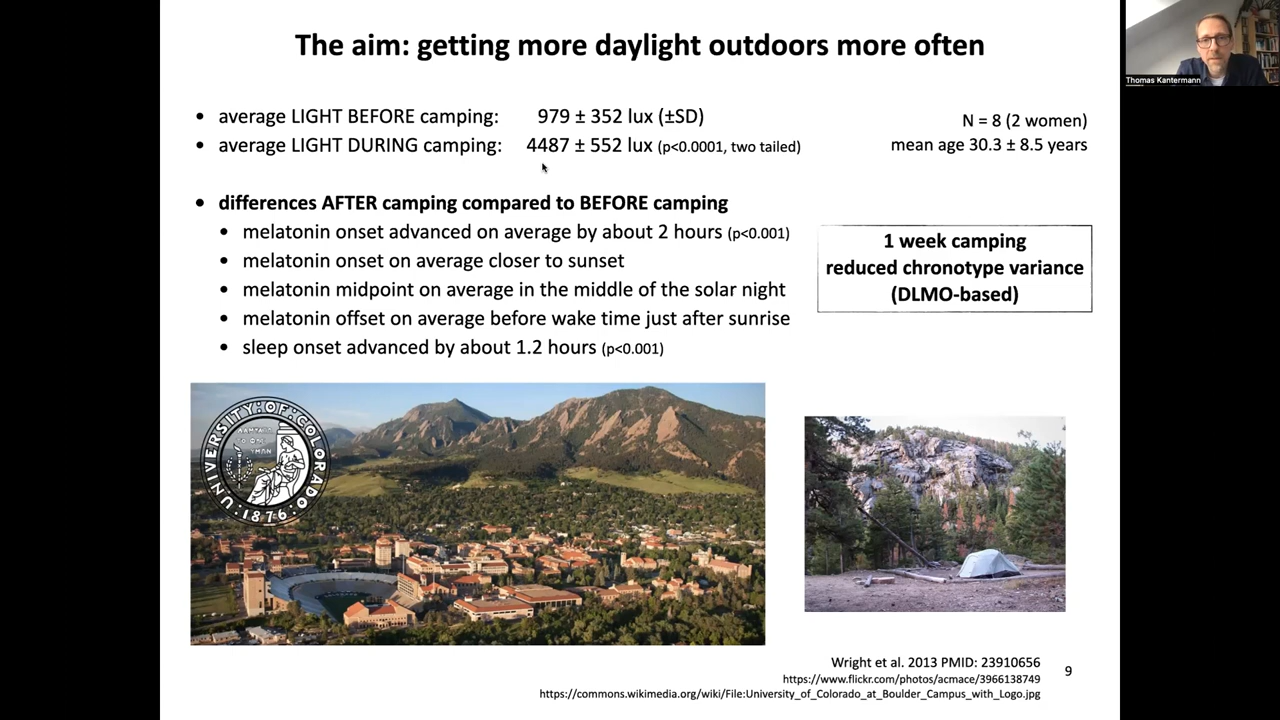 The aim: getting more daylight outdoors more often
Thomas Kantermann
• average LIGHT BEFORE camping: 979 ± 352 lux (±SD)
• average LIGHT DURING camping: 4487 ± 552 lux (p<0.0001, two tailed)
N = 8 (2 women)
mean age 30.3 ± 8.5 years
• differences AFTER camping compared to BEFORE camping
• melatonin onset advanced on average by about 2 hours (p<0.001)
• melatonin onset on average closer to sunset
• melatonin midpoint on average in the middle of the solar night
• melatonin offset on average before wake time just after sunrise
• sleep onset advanced by about 1.2 hours (p<0.001)
1 week camping
reduced chronotype variance
(DLMO-based)
UNIVERSITY·OF·COLORADO
·1876·
Wright et al. 2013 PMID: 23910656
https://www.flickr.com/photos/acmace/3966138749
https://commons.wikimedia.org/wiki/File:University_of_Colorado_at_Boulder_Campus_with_Logo.jpg
9